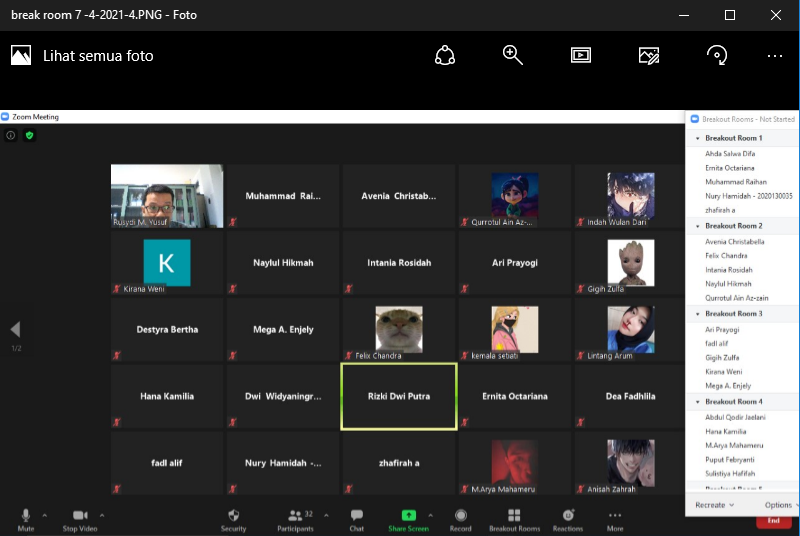 break room 7 -4-2021-4.PNG - Foto
Lihat semua foto
Zoom Meeting
Rusydi M. Yusuf
Muhammad Rai...
Avenia Christab...
Qurrotul Ain Az-...
Indah Wulan Dari
K
Kirana Weni
Naylul Hikmah
Intania Rosidah
Ari Prayogi
Gigih Zulfa
1/2
Destyra Bertha
Mega A. Enjely
Felix Chandra
kemala setiati
Lintang Arum
Hana Kamilia
Dwi Widyaningr...
Rizki Dwi Putra
Ernita Octariana
Dea Fadhlila
fadl alif
Nury Hamidah -...
zhafirah a
M.Arya Mahameru
Anisah Zahrah
Mute
Stop Video
Security
Participants
32
Chat
Share Screen
Record
Breakout Rooms
Reactions
More
End
Breakout Rooms - Not Started
Breakout Room 1
Ahda Salwa Difa
Ernita Octariana
Muhammad Raihan
Nury Hamidah - 2020130035
zhafirah a
Breakout Room 2
Avenia Christabella
Felix Chandra
Intania Rosidah
Naylul Hikmah
Qurrotul Ain Az-zain
Breakout Room 3
Ari Prayogi
fadl alif
Gigih Zulfa
Kirana Weni
Mega A. Enjely
Breakout Room 4
Abdul Qodir Jaelani
Hana Kamilia
M.Arya Mahameru
Puput Febryanti
Sulistiya Hafifah
Recreate
Options